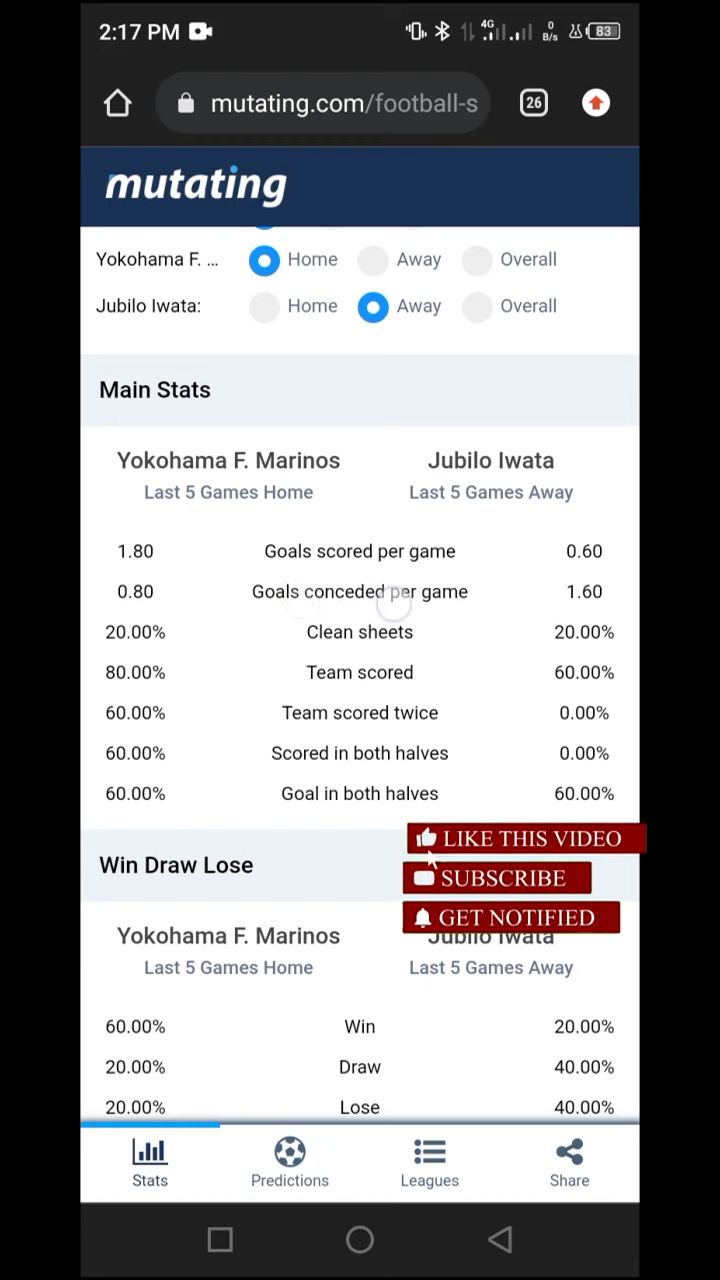 2:17 PM 4G 0 B/s 83
mutating.com/football-s 26
mutating
Yokohama F. ... Home Away Overall
Jubilo Iwata: Home Away Overall
Main Stats
Yokohama F. Marinos Jubilo Iwata
Last 5 Games Home Last 5 Games Away
1.80 Goals scored per game 0.60
0.80 Goals conceded per game 1.60
20.00% Clean sheets 20.00%
80.00% Team scored 60.00%
60.00% Team scored twice 0.00%
60.00% Scored in both halves 0.00%
60.00% Goal in both halves 60.00%
LIKE THIS VIDEO
Win Draw Lose
SUBSCRIBE
GET NOTIFIED
Yokohama F. Marinos Jubilo Iwata
Last 5 Games Home Last 5 Games Away
60.00% Win 20.00%
20.00% Draw 40.00%
20.00% Lose 40.00%
Stats Predictions Leagues Share